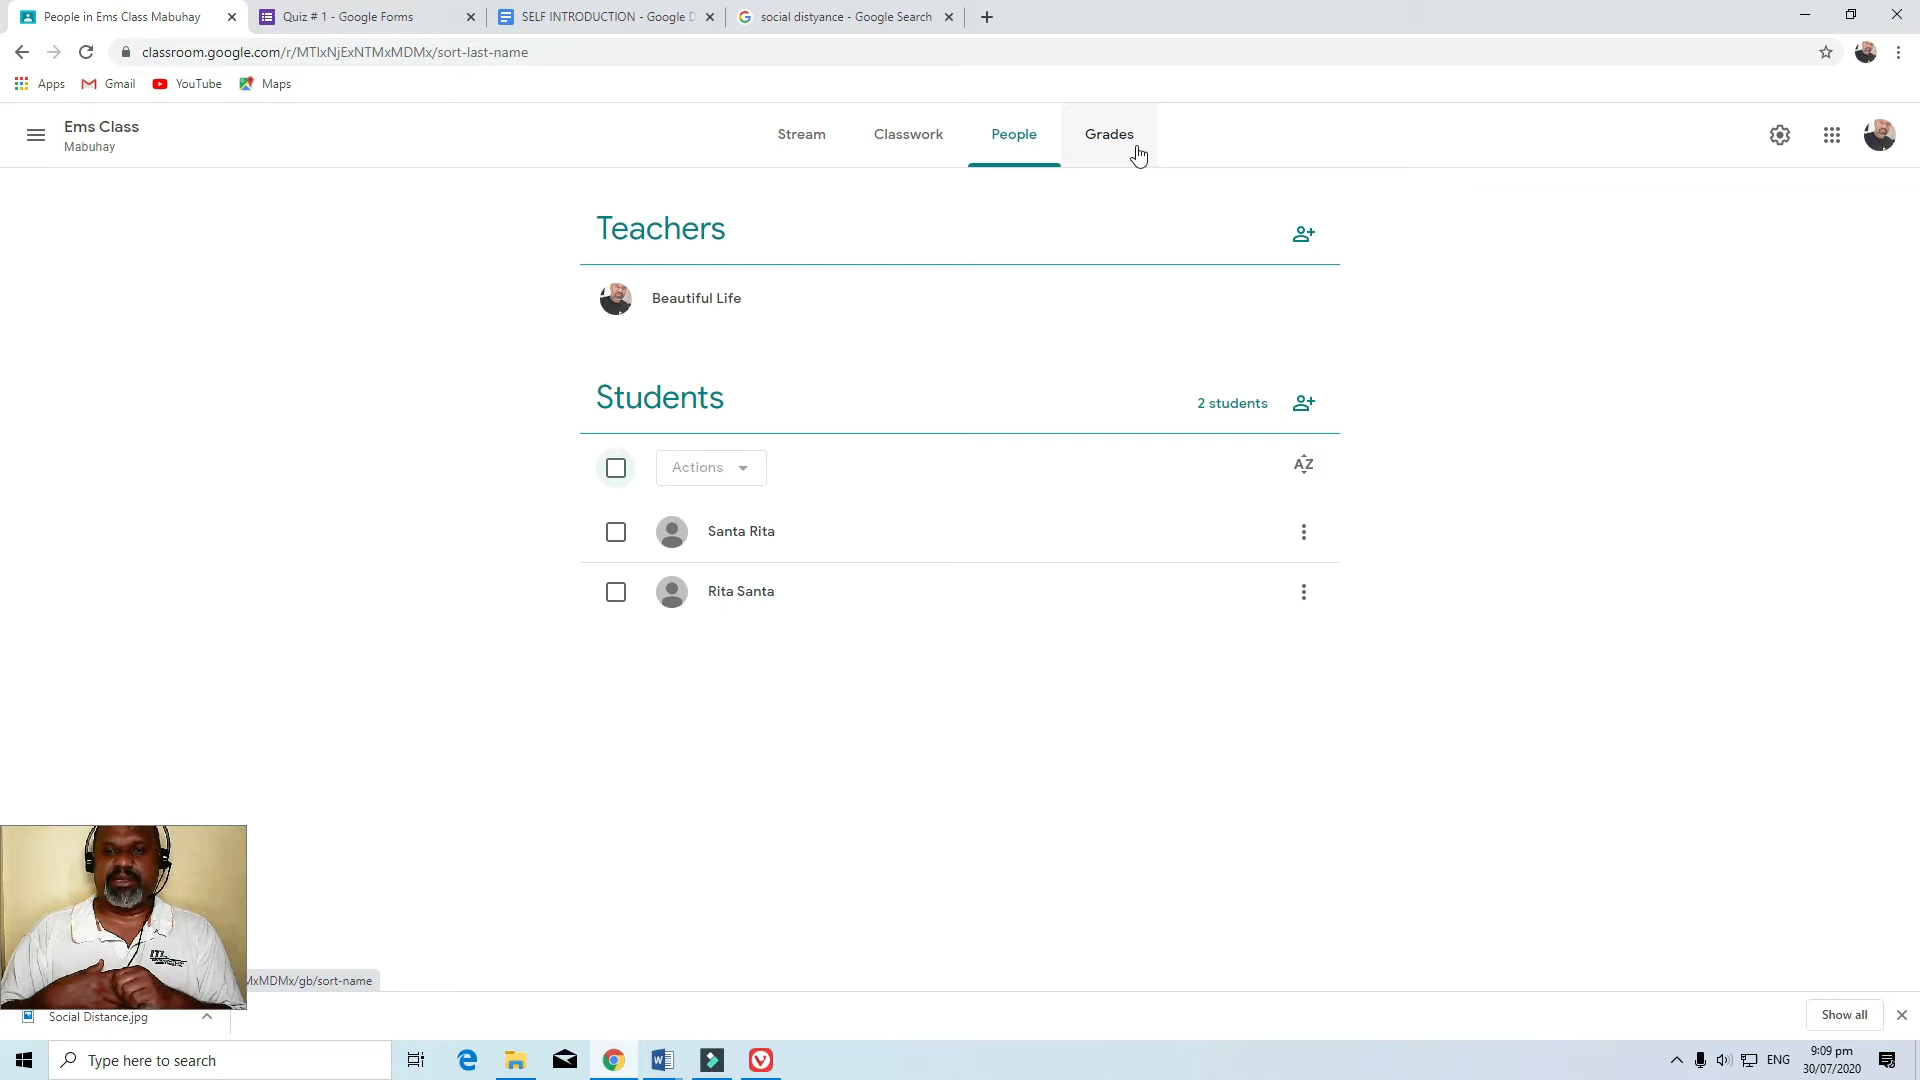 People in Ems Class Mabuhay
Quiz # 1 - Google Forms
SELF INTRODUCTION - Google D
social distyance - Google Search
classroom.google.com/r/MTIxNjExNTMxMDMx/sort-last-name
Apps
Gmail
YouTube
Maps
Ems Class
Mabuhay
Stream
Classwork
People
Grades
Teachers
Beautiful Life
Students
2 students
Actions
AZ
Santa Rita
Rita Santa
MxMDMx/gb/sort-name
Social Distance.jpg
Show all
Type here to search
ENG
9:09 pm
30/07/2020